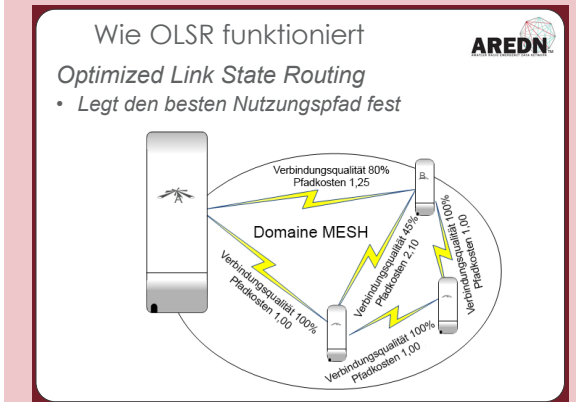 Wie OLSR funktioniert
AREDN
Optimized Link State Routing
• Legt den besten Nutzungspfad fest
Verbindungsqualität 80%
Pfadkosten 1,25
Domaine MESH
Verbindungsqualität 45%
Pfadkosten 2,10
Verbindungsqualität 100%
Pfadkosten 1,00
Verbindungsqualität 100%
Pfadkosten 1,00
Verbindungsqualität 100%
Pfadkosten 1,00